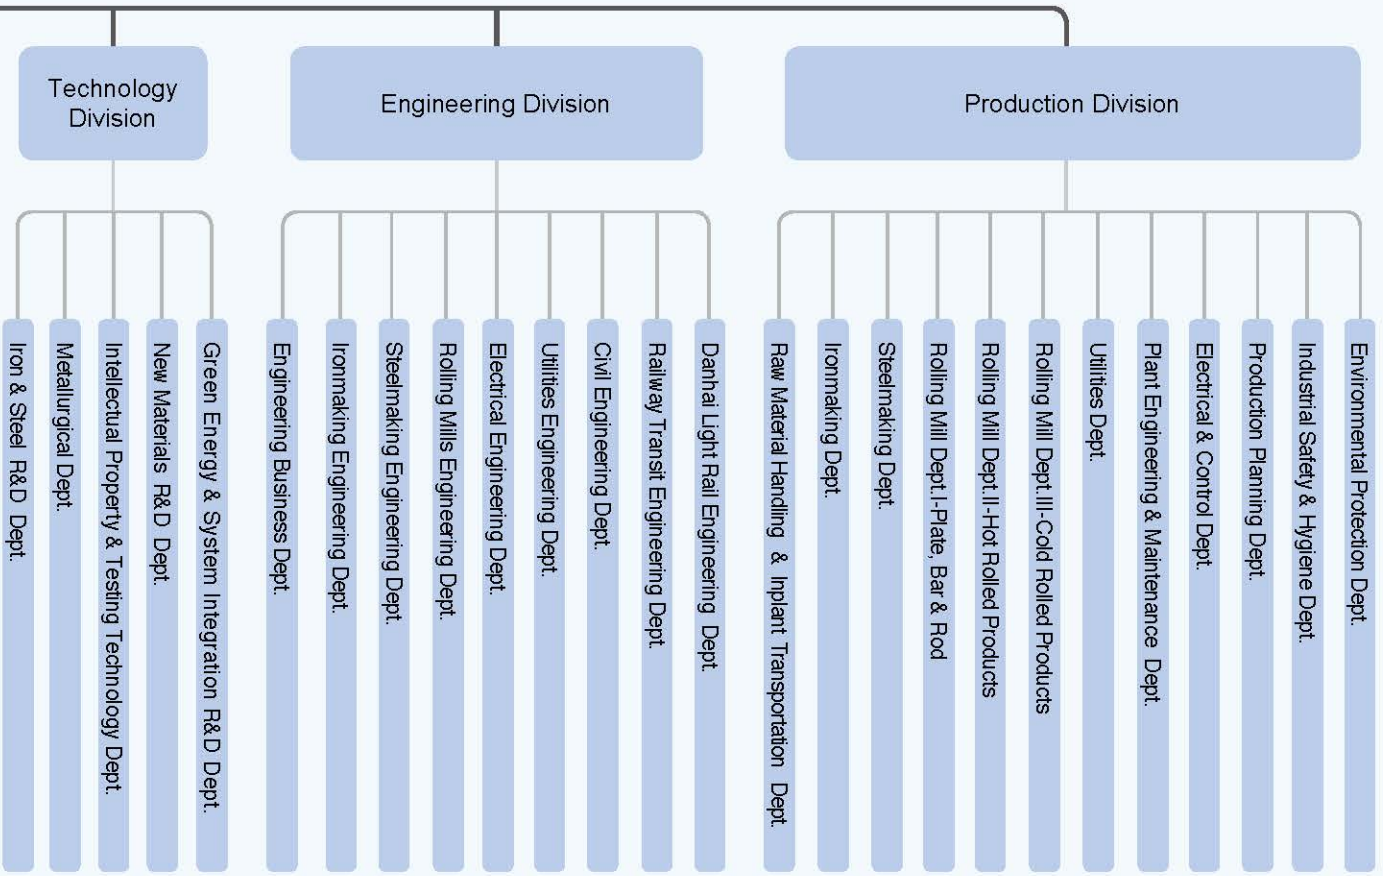 Technology
Division
Engineering Division
Production Division
Iron & Steel R&D Dept.
Metallurgical Dept.
Intellectual Property & Testing Technology Dept.
New Materials R&D Dept.
Green Energy & System Integration R&D Dept.
Engineering Business Dept.
Ironmaking Engineering Dept.
Steelmaking Engineering Dept.
Rolling Mills Engineering Dept.
Electrical Engineering Dept.
Utilities Engineering Dept.
Civil Engineering Dept.
Railway Transit Engineering Dept.
Danhai Light Rail Engineering Dept.
Raw Material Handling & Inplant Transportation Dept.
Ironmaking Dept.
Steelmaking Dept.
Rolling Mill Dept.I-Plate, Bar & Rod
Rolling Mill Dept.II-Hot Rolled Products
Rolling Mill Dept.III-Cold Rolled Products
Utilities Dept.
Plant Engineering & Maintenance Dept.
Electrical & Control Dept
Production Planning Dept.
Industrial Safety & Hygiene Dept.
Environmental Protection Dept.